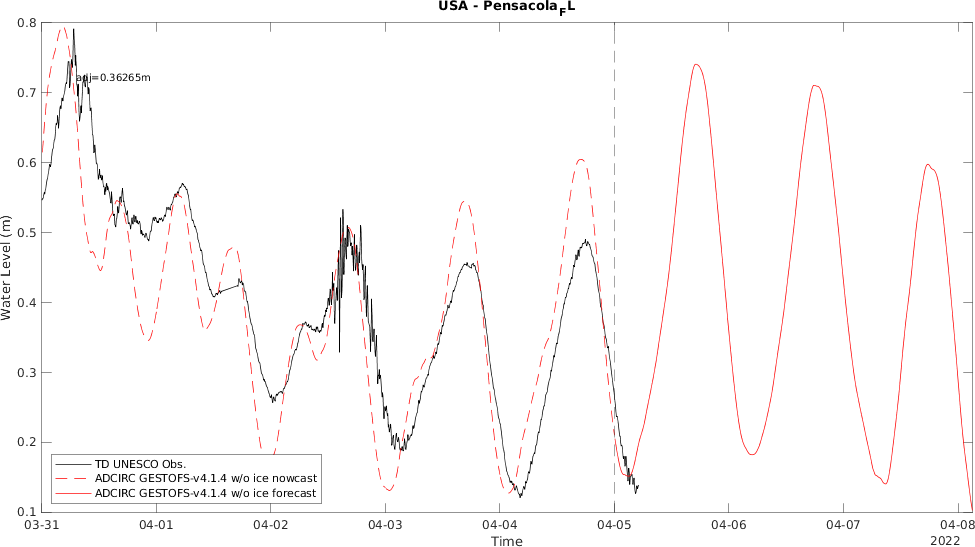 USA - Pensacola_FL
0.8
adj=0.36265m
0.7
0.6
0.5
Water Level (m)
0.4
0.3
0.2
TD UNESCO Obs.
ADCIRC GESTOFS-v4.1.4 w/o ice nowcast
ADCIRC GESTOFS-v4.1.4 w/o ice forecast
0.1
03-31 04-01 04-02 04-03 04-04 04-05 04-06 04-07 04-08
Time 2022